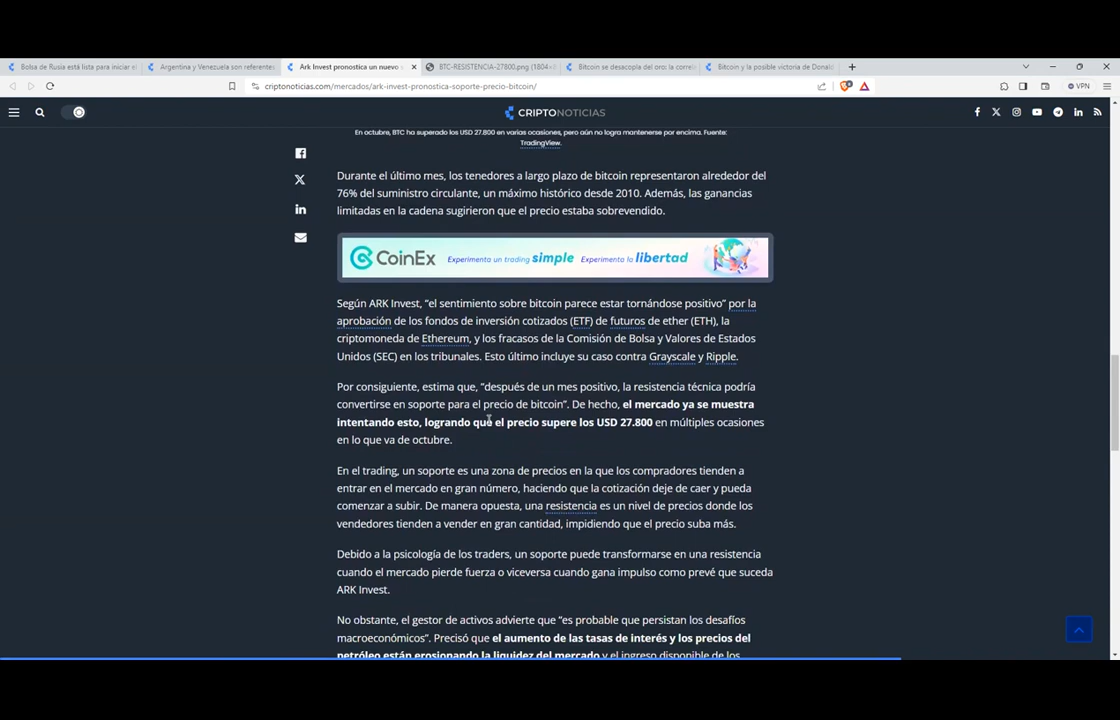 Bolsa de Rusia está lista para iniciar el
Argentina y Venezuela son referentes
Ark Invest pronostica un nuevo
BTC-RESISTENCIA-27800.png (1804×
Bitcoin se desacopla del oro: la correla
Bitcoin y la posible victoria de Donald
criptonoticias.com/mercados/ark-invest-pronostica-soporte-precio-bitcoin/
VPN
CRIPTONOTICIAS
En octubre, BTC ha superado los USD 27.800 en varias ocasiones, pero aún no logra mantenerse por encima. Fuente:
TradingView.
Durante el último mes, los tenedores a largo plazo de bitcoin representaron alrededor del
76% del suministro circulante, un máximo histórico desde 2010. Además, las ganancias
limitadas en la cadena sugirieron que el precio estaba sobrevendido.
CoinEx Experimenta un trading simple Experimenta la libertad
Según ARK Invest, “el sentimiento sobre bitcoin parece estar tornándose positivo” por la
aprobación de los fondos de inversión cotizados (ETF) de futuros de ether (ETH), la
criptomoneda de Ethereum, y los fracasos de la Comisión de Bolsa y Valores de Estados
Unidos (SEC) en los tribunales. Esto último incluye su caso contra Grayscale y Ripple.
Por consiguiente, estima que, “después de un mes positivo, la resistencia técnica podría
convertirse en soporte para el precio de bitcoin”. De hecho, el mercado ya se muestra
intentando esto, logrando que el precio supere los USD 27.800 en múltiples ocasiones
en lo que va de octubre.
En el trading, un soporte es una zona de precios en la que los compradores tienden a
entrar en el mercado en gran número, haciendo que la cotización deje de caer y pueda
comenzar a subir. De manera opuesta, una resistencia es un nivel de precios donde los
vendedores tienden a vender en gran cantidad, impidiendo que el precio suba más.
Debido a la psicología de los traders, un soporte puede transformarse en una resistencia
cuando el mercado pierde fuerza o viceversa cuando gana impulso como prevé que suceda
ARK Invest.
No obstante, el gestor de activos advierte que “es probable que persistan los desafíos
macroeconómicos”. Precisó que el aumento de las tasas de interés y los precios del
petróleo están erosionando la liquidez del mercado y el ingreso disponible de los